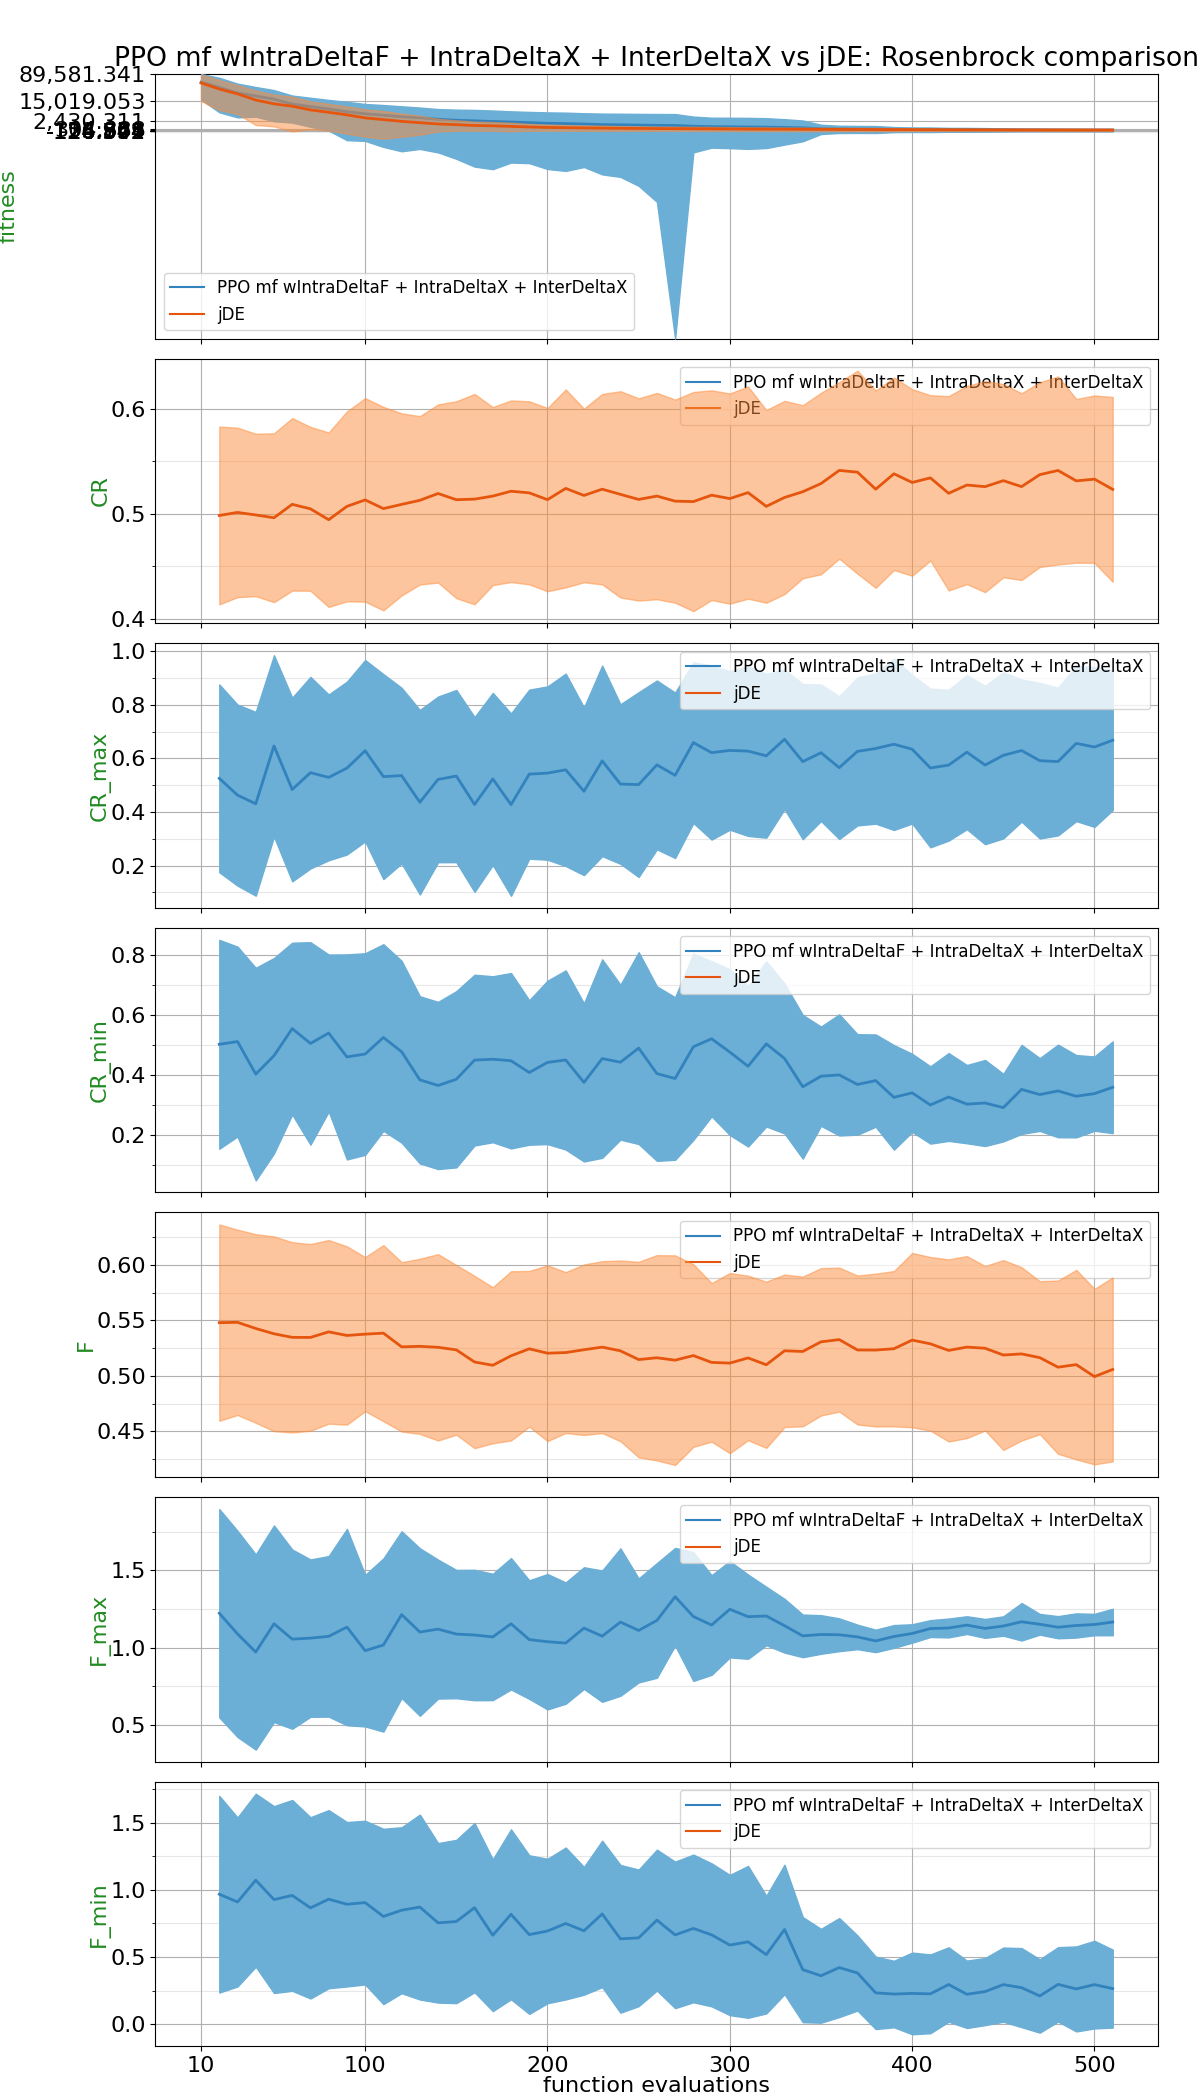 PPO mf wIntraDeltaF + IntraDeltaX + InterDeltaX vs jDE: Rosenbrock comparison
89,581.341
15,019.053
2,430.311
fitness
PPO mf wIntraDeltaF + IntraDeltaX + InterDeltaX
jDE
0.6
0.5
0.4
CR
PPO mf wIntraDeltaF + IntraDeltaX + InterDeltaX
jDE
1.0
0.8
0.6
0.4
0.2
CR_max
PPO mf wIntraDeltaF + IntraDeltaX + InterDeltaX
jDE
0.8
0.6
0.4
0.2
CR_min
PPO mf wIntraDeltaF + IntraDeltaX + InterDeltaX
jDE
0.60
0.55
0.50
0.45
F
PPO mf wIntraDeltaF + IntraDeltaX + InterDeltaX
jDE
1.5
1.0
0.5
F_max
PPO mf wIntraDeltaF + IntraDeltaX + InterDeltaX
jDE
1.5
1.0
0.5
0.0
F_min
PPO mf wIntraDeltaF + IntraDeltaX + InterDeltaX
jDE
10 100 200 300 400 500
function evaluations